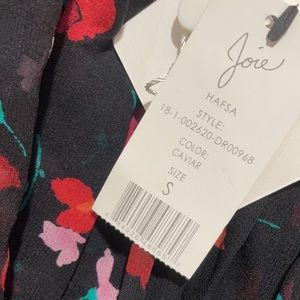 Joie
HAFSA
STYLE:
18-1-002620-DR00968
COLOR:
CAVIAR
SIZE
S